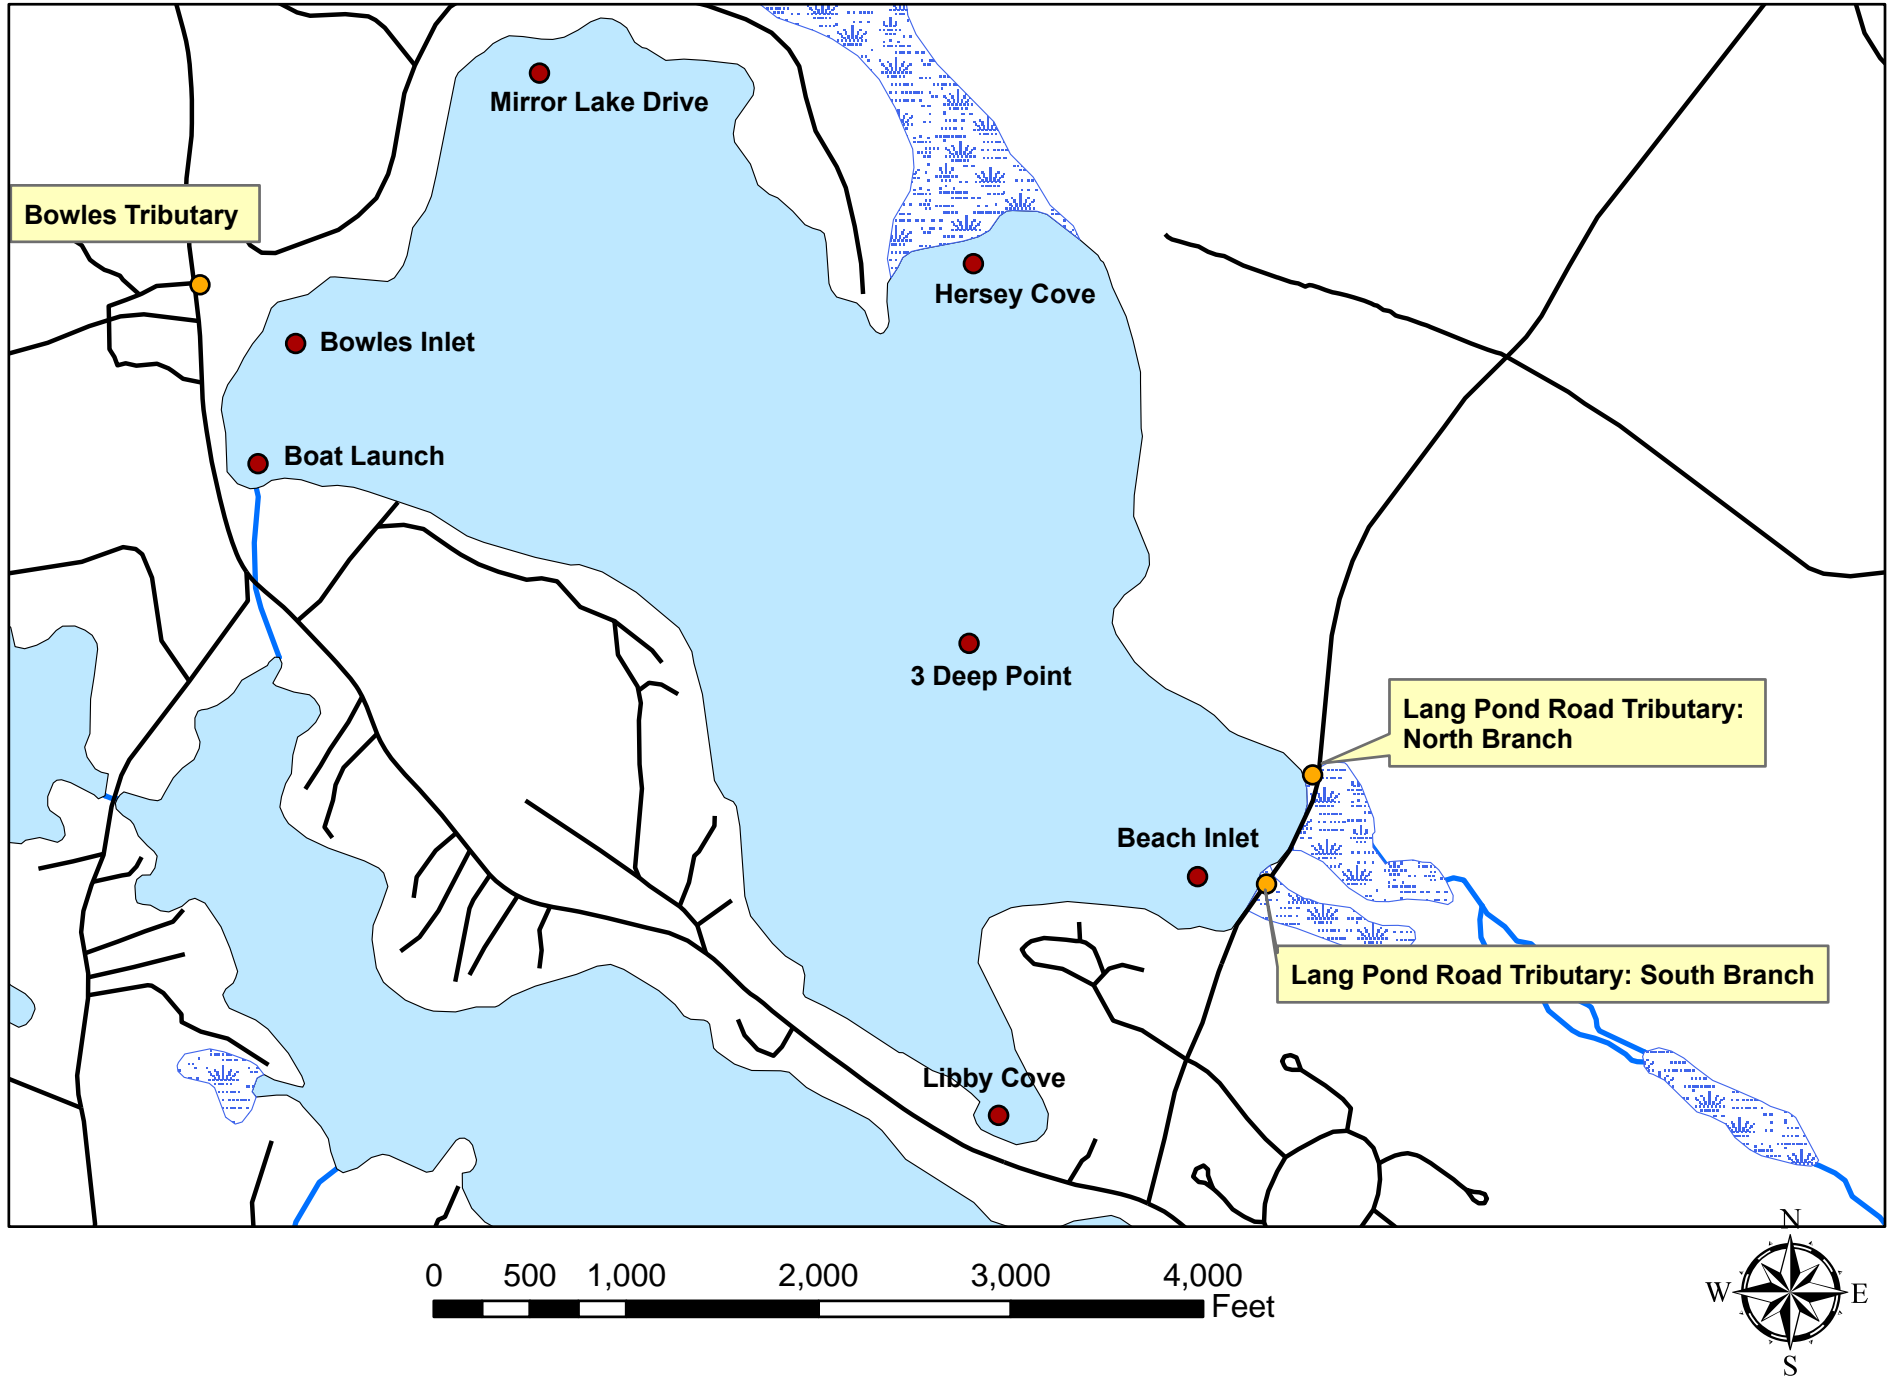 Mirror Lake Drive
Bowles Tributary
Hersey Cove
Bowles Inlet
Boat Launch
3 Deep Point
Lang Pond Road Tributary:
North Branch
Beach Inlet
Lang Pond Road Tributary: South Branch
Libby Cove
N
0 500 1,000 2,000 3,000 4,000
W E
Feet
S